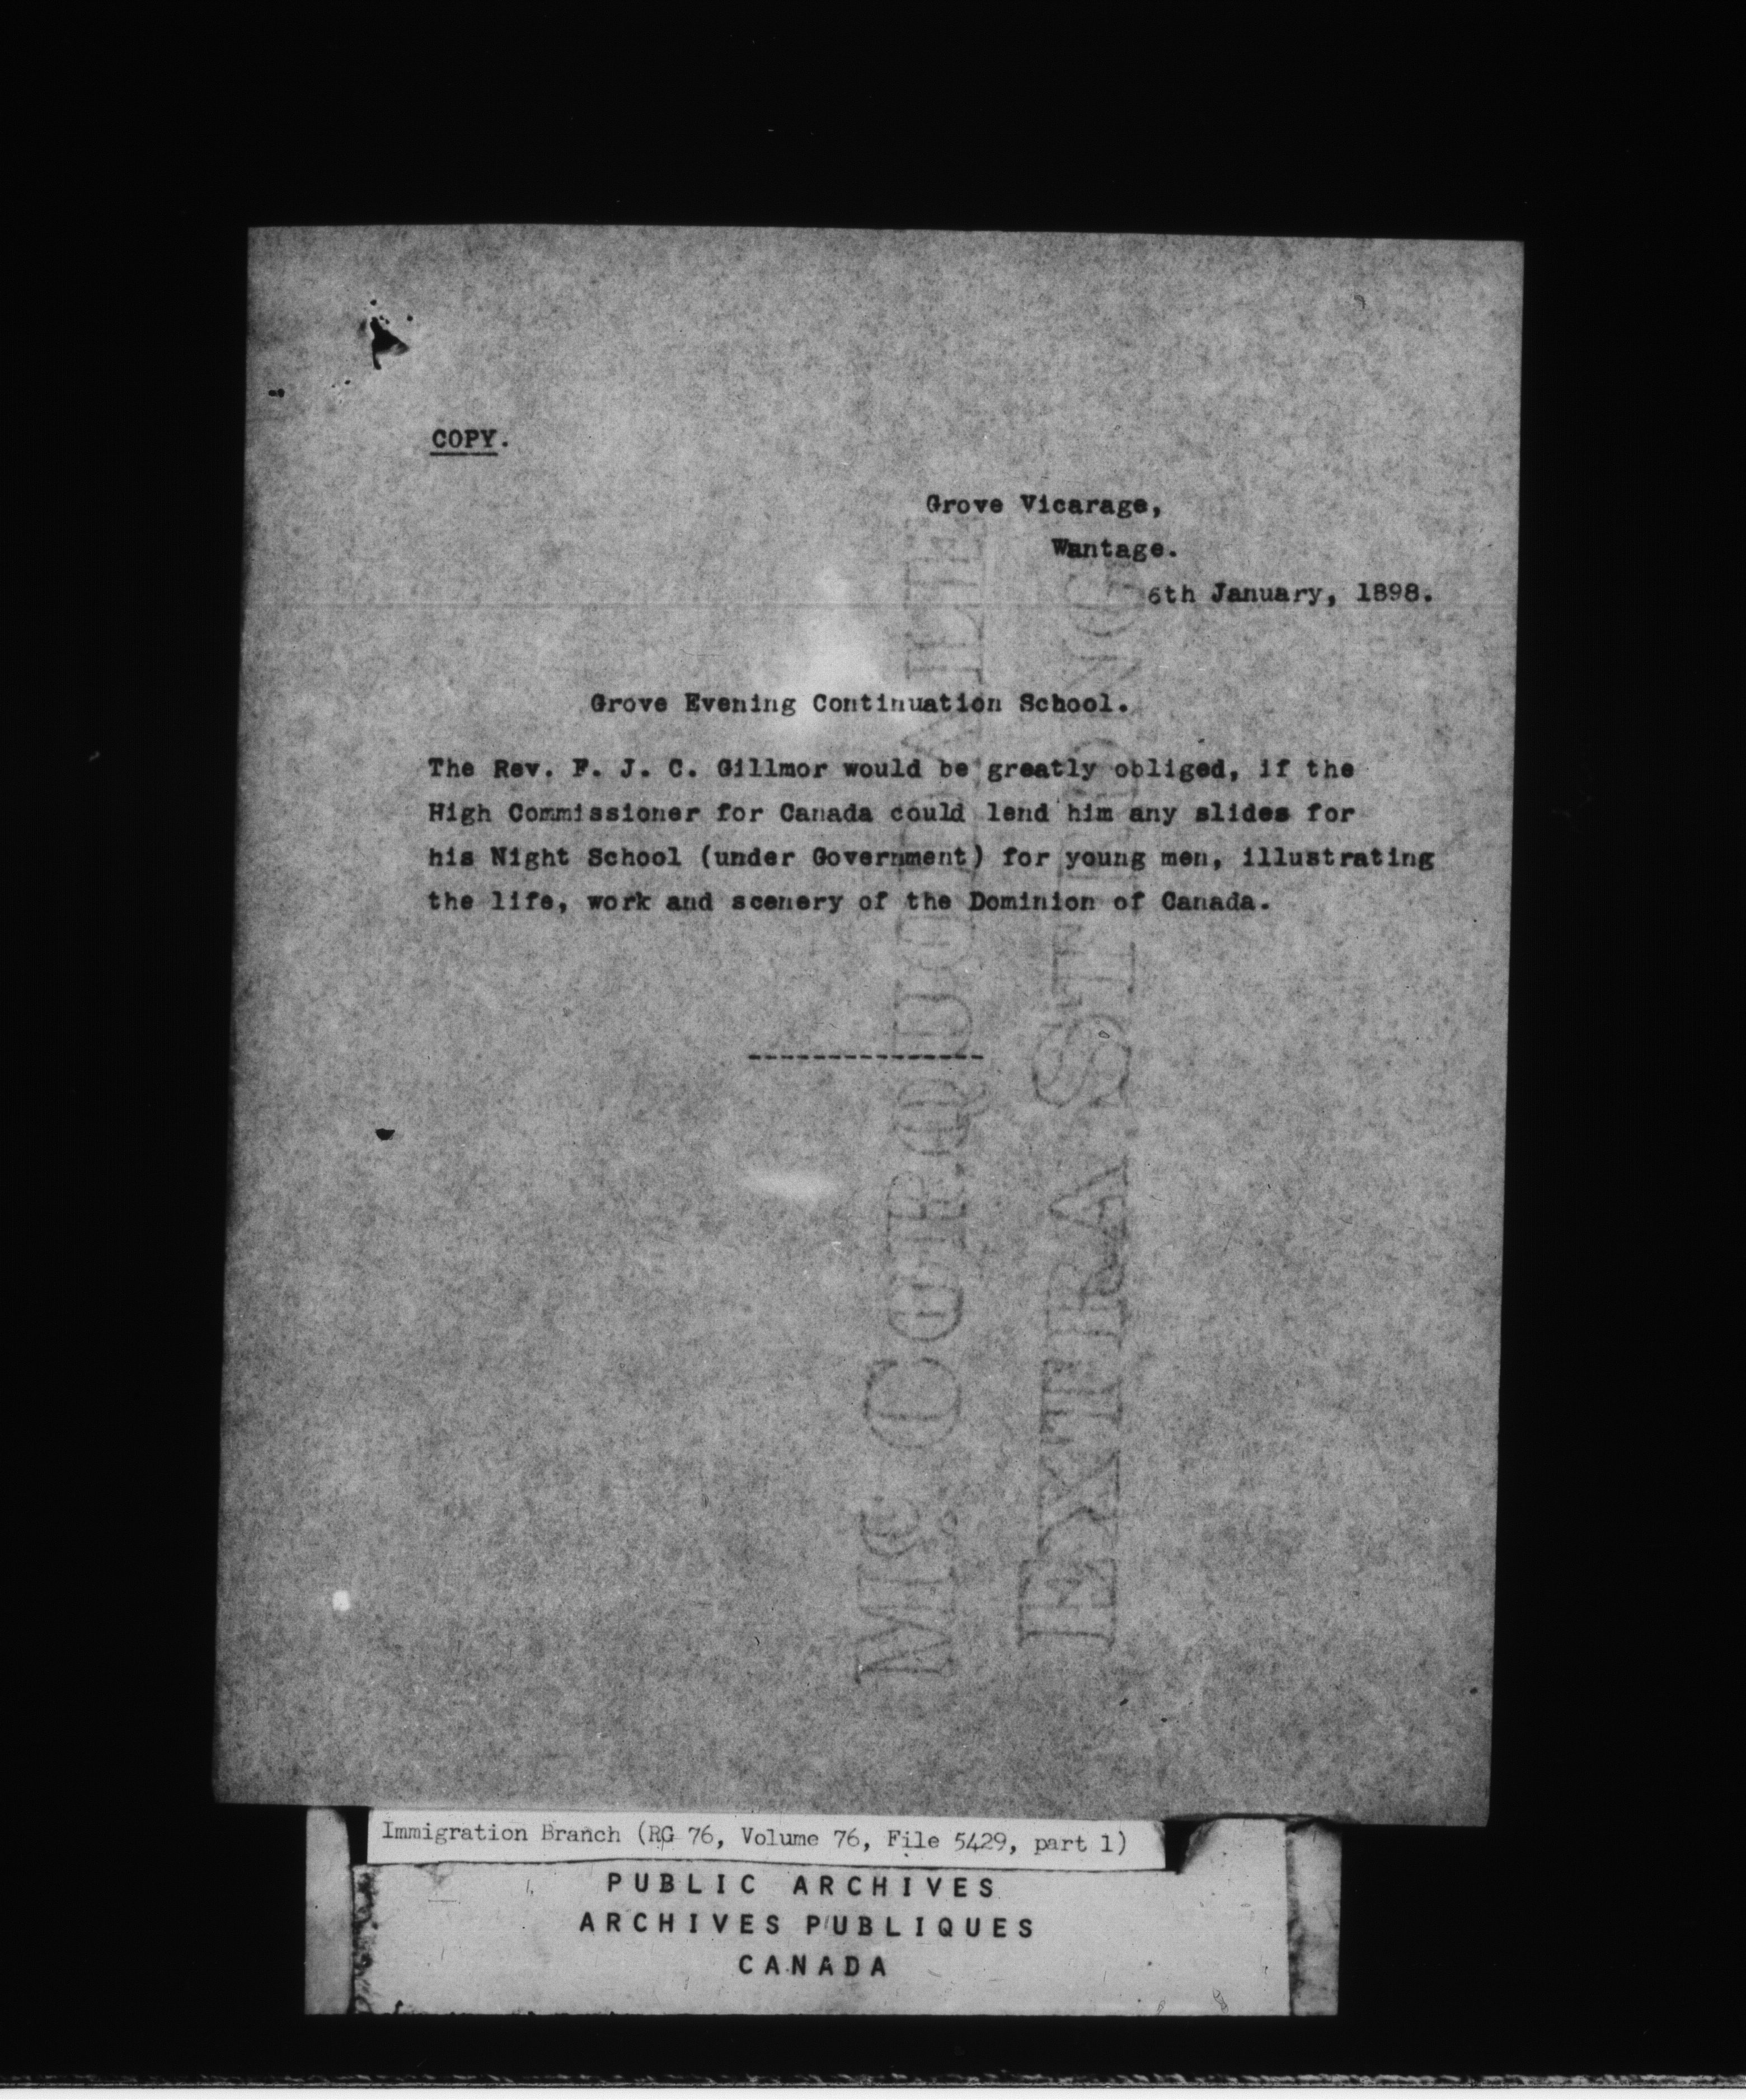 COPY.
Grove Vicarage,
Wantage.
6th January, 1898.
Grove Evening Continuation School.
The Rev. F. J. C. Gillmor would be greatly obliged, if the
High Commissioner for Canada could lend him any slides for
his Night School (under Government) for young men, illustrating
the life, work and scenery of the Dominion of Canada.
---------------
EXTRA STRONG
Immigration Branch (RG 76, Volume 76, File 5429, part 1)
PUBLIC ARCHIVES
ARCHIVES PUBLIQUES
CANADA